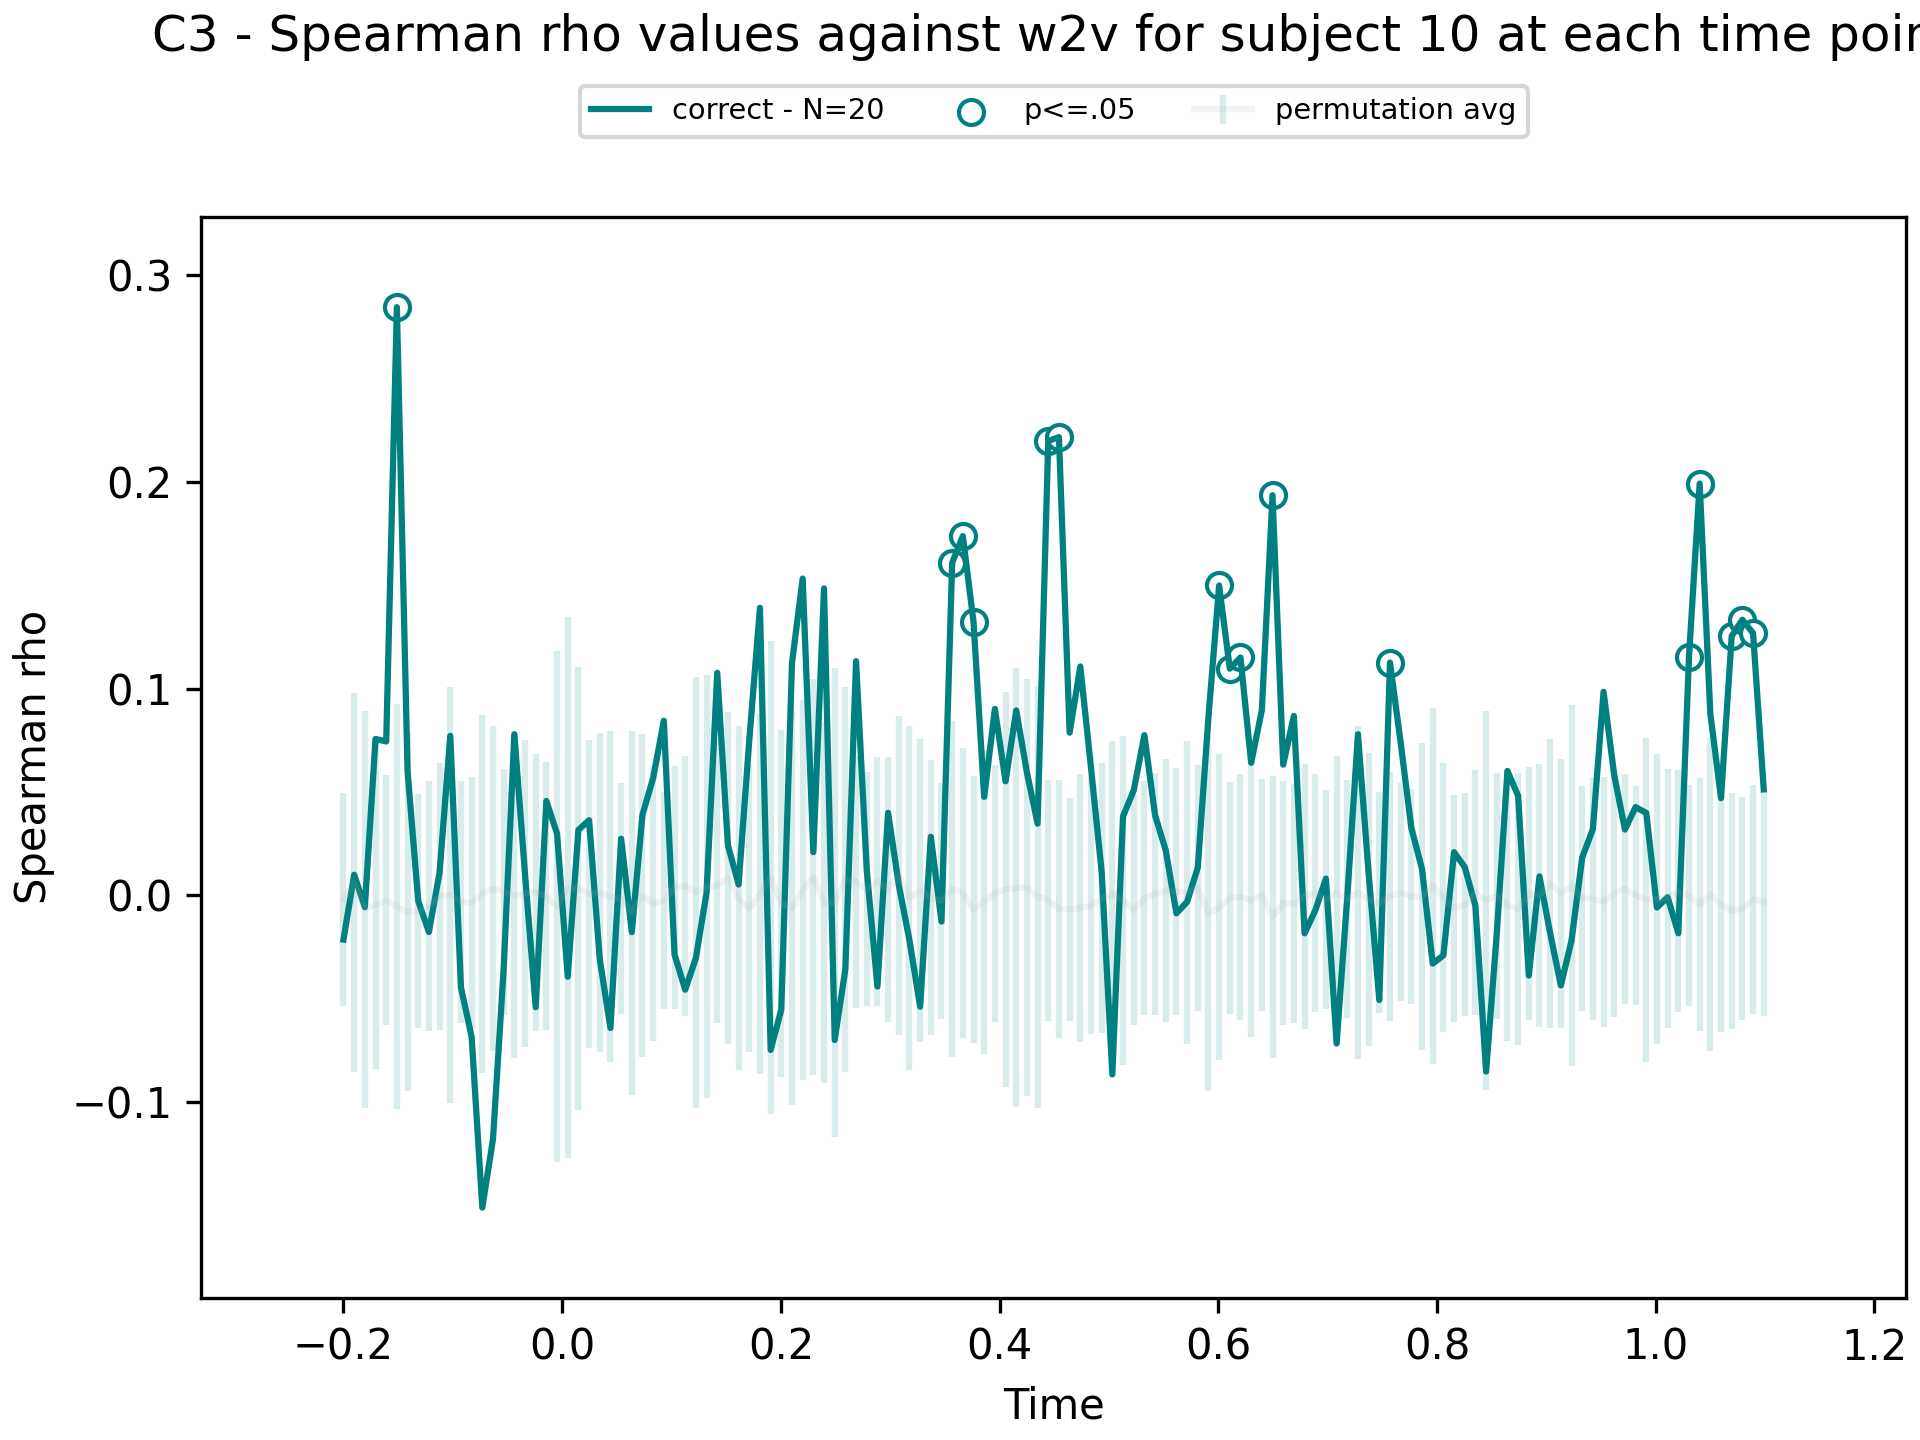 C3 - Spearman rho values against w2v for subject 10 at each time poin
correct - N=20 p<=.05 permutation avg
0.3
0.2
0.1
0.0
−0.1
Spearman rho
−0.2 0.0 0.2 0.4 0.6 0.8 1.0 1.2
Time